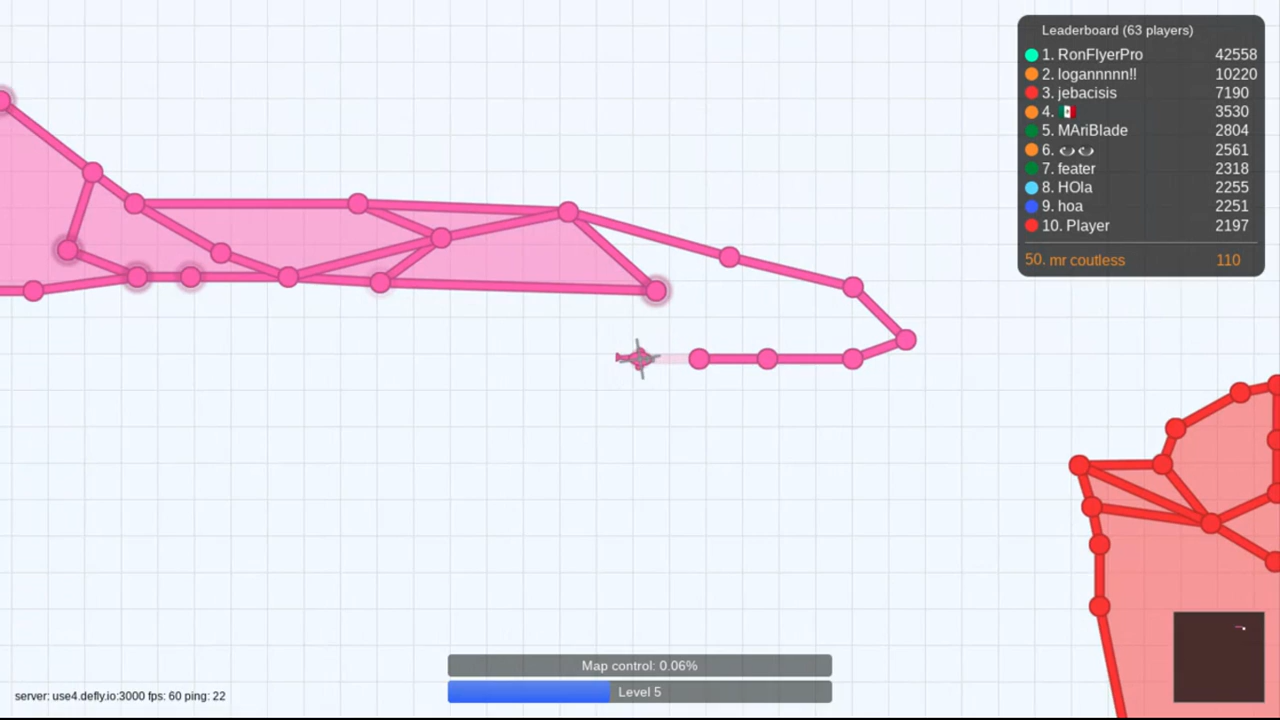 Leaderboard (63 players)
1. RonFlyerPro 42558
2. logannnnn!! 10220
3. jebacisis 7190
4. 🇲🇽 3530
5. MAriBlade 2804
6. 2561
7. feater 2318
8. HOla 2255
9. hoa 2251
10. Player 2197
50. mr coutless 110
Map control: 0.06%
Level 5
server: use4.defly.io:3000 fps: 60 ping: 22